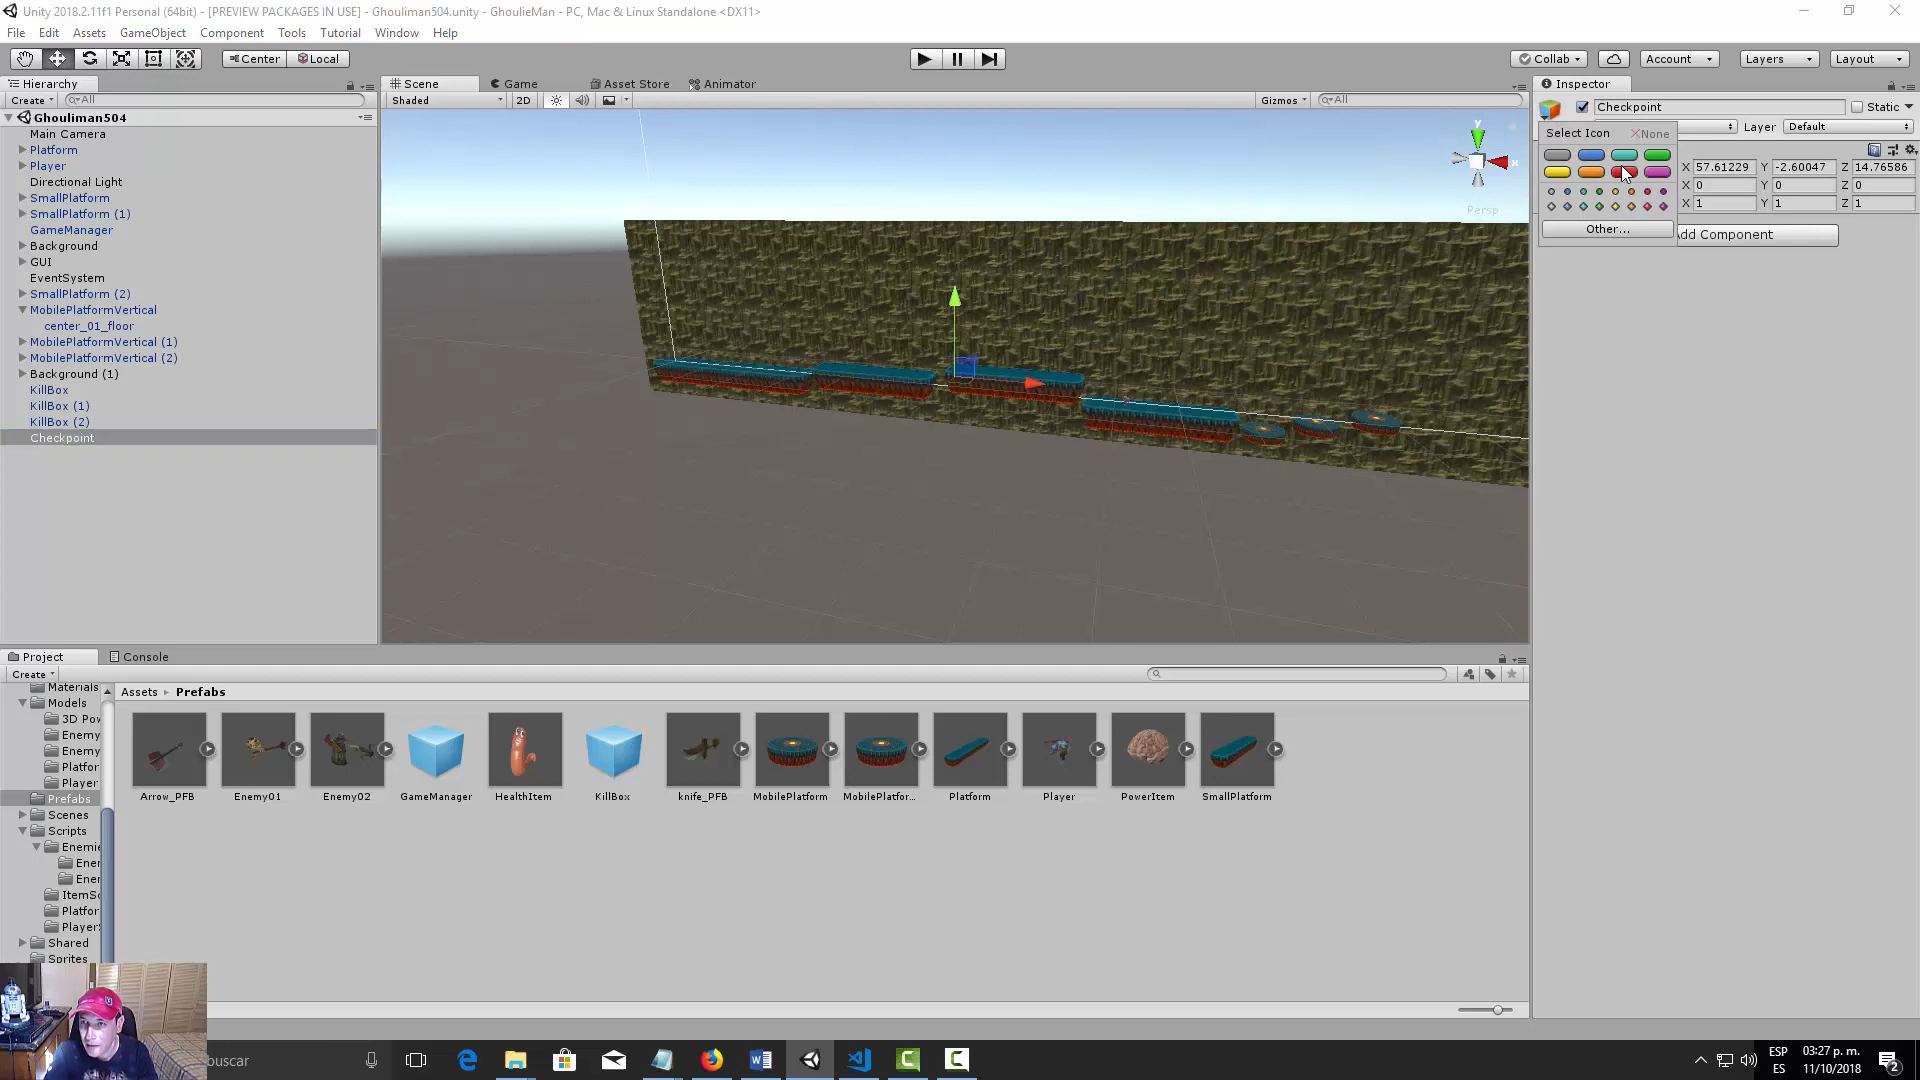 Unity 2018.2.11f1 Personal (64bit) - [PREVIEW PACKAGES IN USE] - Ghouliman504.unity - GhoulieMan - PC, Mac & Linux Standalone <DX11>
File Edit Assets GameObject Component Tools Tutorial Window Help
Center Local Collab Account Layers Layout
Hierarchy Scene Game Asset Store Animator Inspector
Create All Shaded 2D Gizmos All Checkpoint Static
Ghouliman504
Main Camera
Platform
Player
Directional Light
SmallPlatform
SmallPlatform (1)
GameManager
Background
GUI
EventSystem
SmallPlatform (2)
MobilePlatformVertical
center_01_floor
MobilePlatformVertical (1)
MobilePlatformVertical (2)
Background (1)
KillBox
KillBox (1)
KillBox (2)
Checkpoint
y
x
Persp
Select Icon None Layer Default
X 57.61229 Y -2.60047 Z 14.76586
X 0 Y 0 Z 0
X 1 Y 1 Z 1
Other... Add Component
Project Console
Create
Materials
Models
3D Pow
Enemy
Enemy
Platfor
Player
Prefabs
Scenes
Scripts
Enemie
Ener
Ener
ItemSc
Platfor
Player
Shared
Sprites
Assets Prefabs
Arrow_PFB Enemy01 Enemy02 GameManager HealthItem KillBox knife_PFB MobilePlatform MobilePlatfor... Platform Player PowerItem SmallPlatform
buscar
ESP
ES
03:27 p. m.
11/10/2018
2